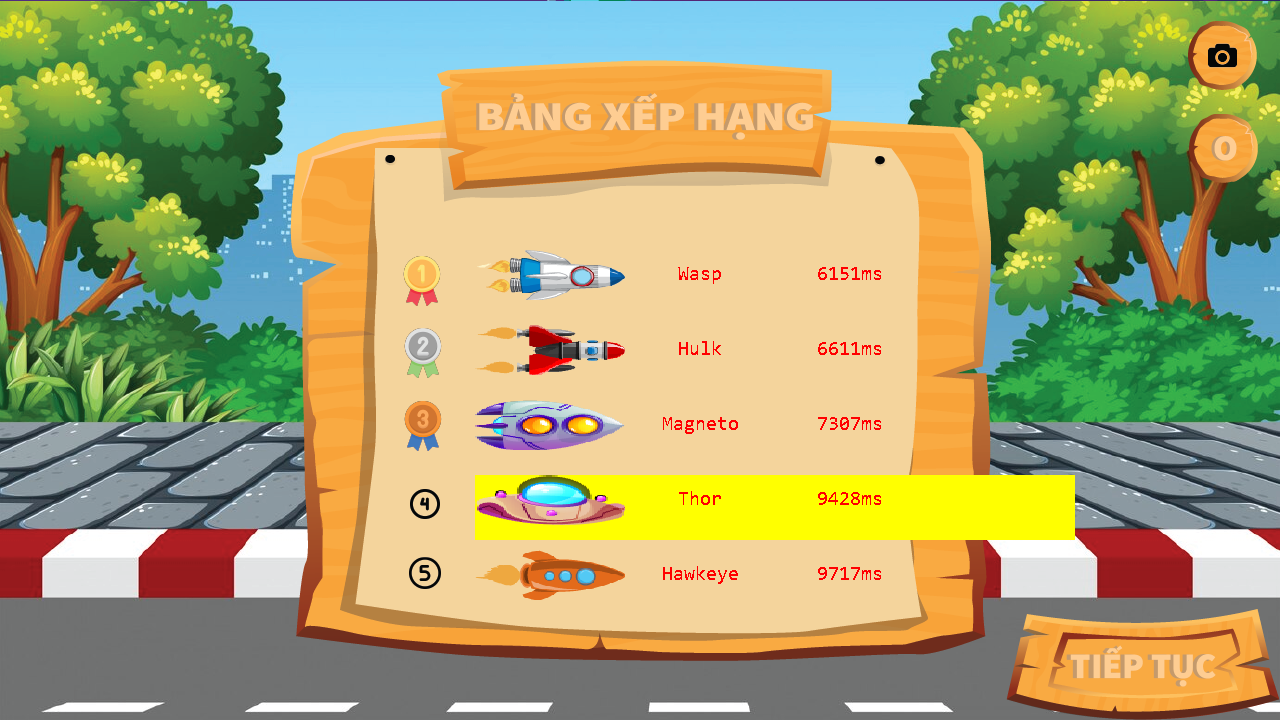 BẢNG XẾP HẠNG
0
1 Wasp 6151ms
2 Hulk 6611ms
3 Magneto 7307ms
4 Thor 9428ms
5 Hawkeye 9717ms
TIẾP TỤC